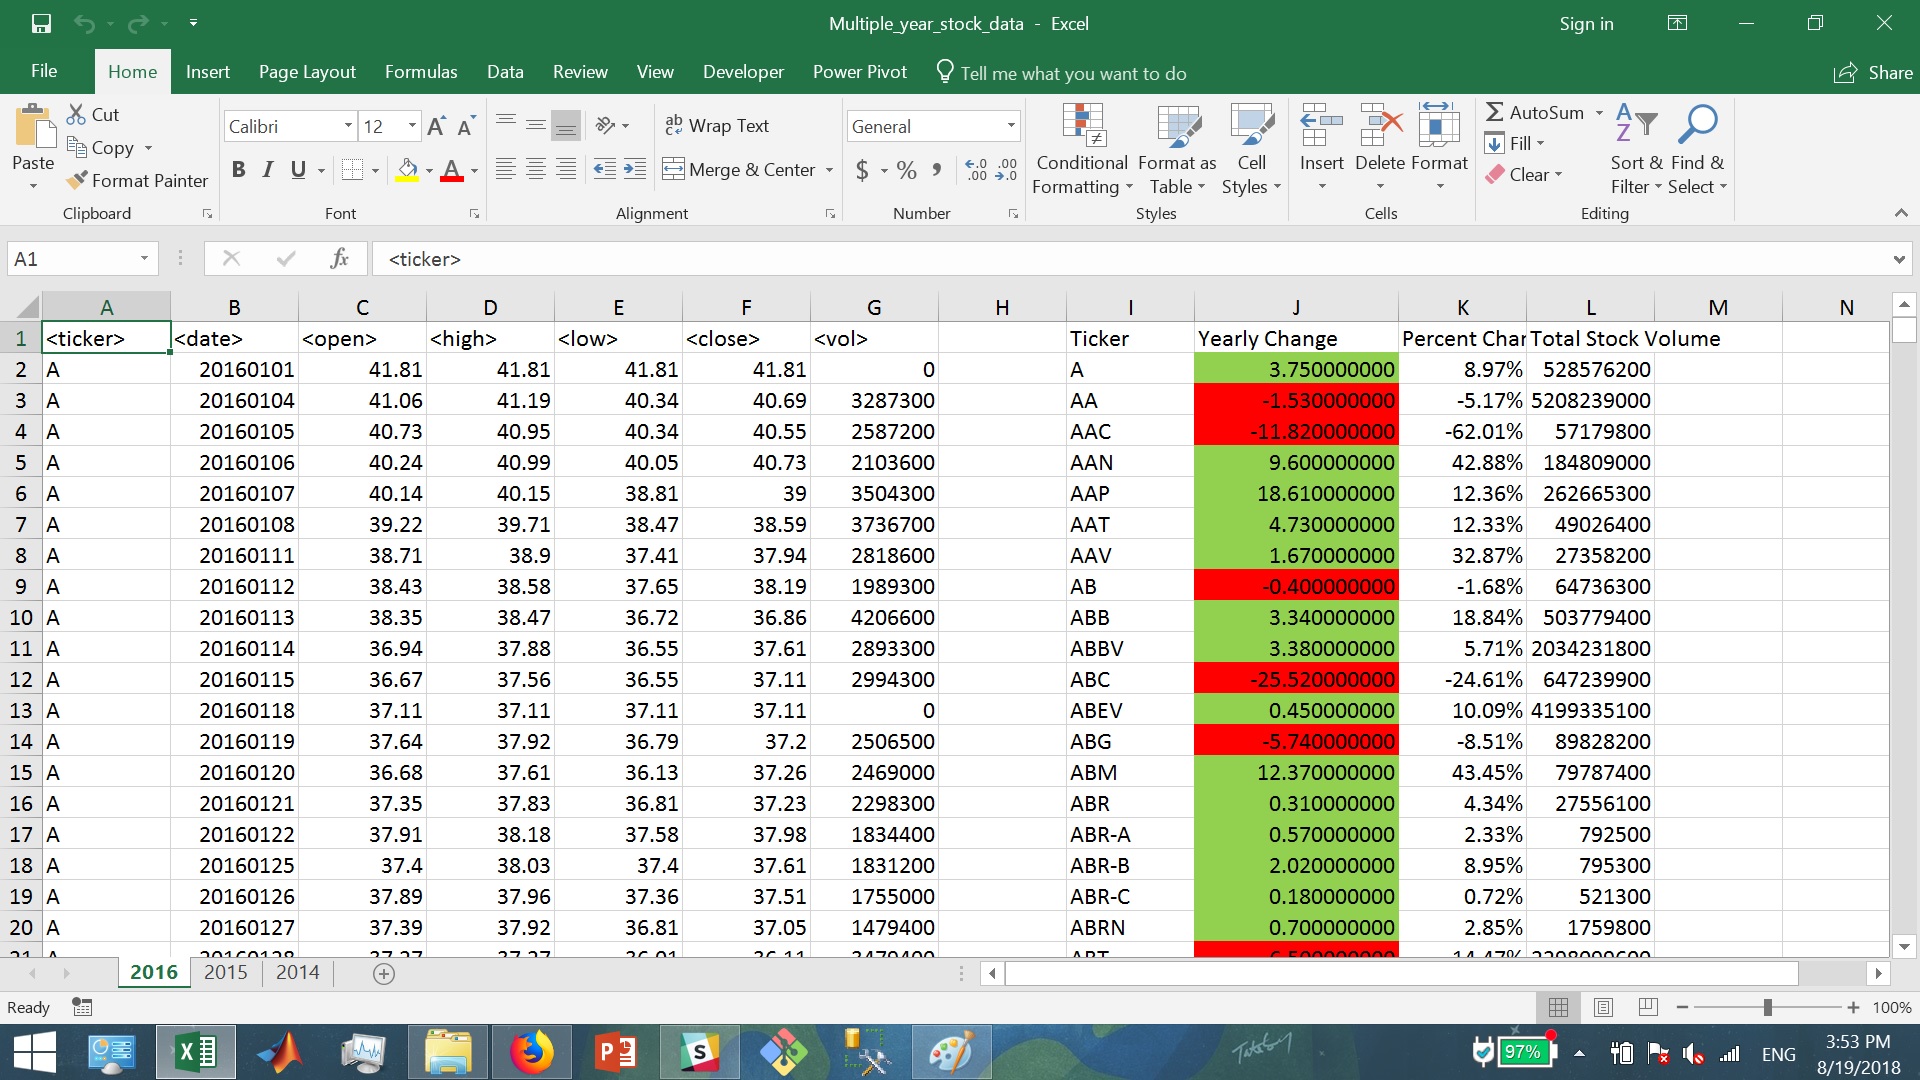 Multiple_year_stock_data - Excel
Sign in
File Home Insert Page Layout Formulas Data Review View Developer Power Pivot Tell me what you want to do Share
Paste
Cut
Copy
Format Painter
Clipboard
Calibri 12
B I U
Font
Wrap Text
Merge & Center
Alignment
General
$ % ,
Number
Conditional Formatting
Format as Table
Cell Styles
Styles
Insert Delete Format
Cells
AutoSum
Fill
Clear
Sort & Filter
Find & Select
Editing
A1 fx <ticker>
A B C D E F G H I J K L M N
1 <ticker> <date> <open> <high> <low> <close> <vol> Ticker Yearly Change Percent Char Total Stock Volume
2 A 20160101 41.81 41.81 41.81 41.81 0 A 3.750000000 8.97% 528576200
3 A 20160104 41.06 41.19 40.34 40.69 3287300 AA -1.530000000 -5.17% 5208239000
4 A 20160105 40.73 40.95 40.34 40.55 2587200 AAC -11.820000000 -62.01% 57179800
5 A 20160106 40.24 40.99 40.05 40.73 2103600 AAN 9.600000000 42.88% 184809000
6 A 20160107 40.14 40.15 38.81 39 3504300 AAP 18.610000000 12.36% 262665300
7 A 20160108 39.22 39.71 38.47 38.59 3736700 AAT 4.730000000 12.33% 49026400
8 A 20160111 38.71 38.9 37.41 37.94 2818600 AAV 1.670000000 32.87% 27358200
9 A 20160112 38.43 38.58 37.65 38.19 1989300 AB -0.400000000 -1.68% 64736300
10 A 20160113 38.35 38.47 36.72 36.86 4206600 ABB 3.340000000 18.84% 503779400
11 A 20160114 36.94 37.88 36.55 37.61 2893300 ABBV 3.380000000 5.71% 2034231800
12 A 20160115 36.67 37.56 36.55 37.11 2994300 ABC -25.520000000 -24.61% 647239900
13 A 20160118 37.11 37.11 37.11 37.11 0 ABEV 0.450000000 10.09% 4199335100
14 A 20160119 37.64 37.92 36.79 37.2 2506500 ABG -5.740000000 -8.51% 89828200
15 A 20160120 36.68 37.61 36.13 37.26 2469000 ABM 12.370000000 43.45% 79787400
16 A 20160121 37.35 37.83 36.81 37.23 2298300 ABR 0.310000000 4.34% 27556100
17 A 20160122 37.91 38.18 37.58 37.98 1834400 ABR-A 0.570000000 2.33% 792500
18 A 20160125 37.4 38.03 37.4 37.61 1831200 ABR-B 2.020000000 8.95% 795300
19 A 20160126 37.89 37.96 37.36 37.51 1755000 ABR-C 0.180000000 0.72% 521300
20 A 20160127 37.39 37.92 36.81 37.05 1479400 ABRN 0.700000000 2.85% 1759800
2016 2015 2014
Ready 100%
97% ENG 3:53 PM
8/19/2018